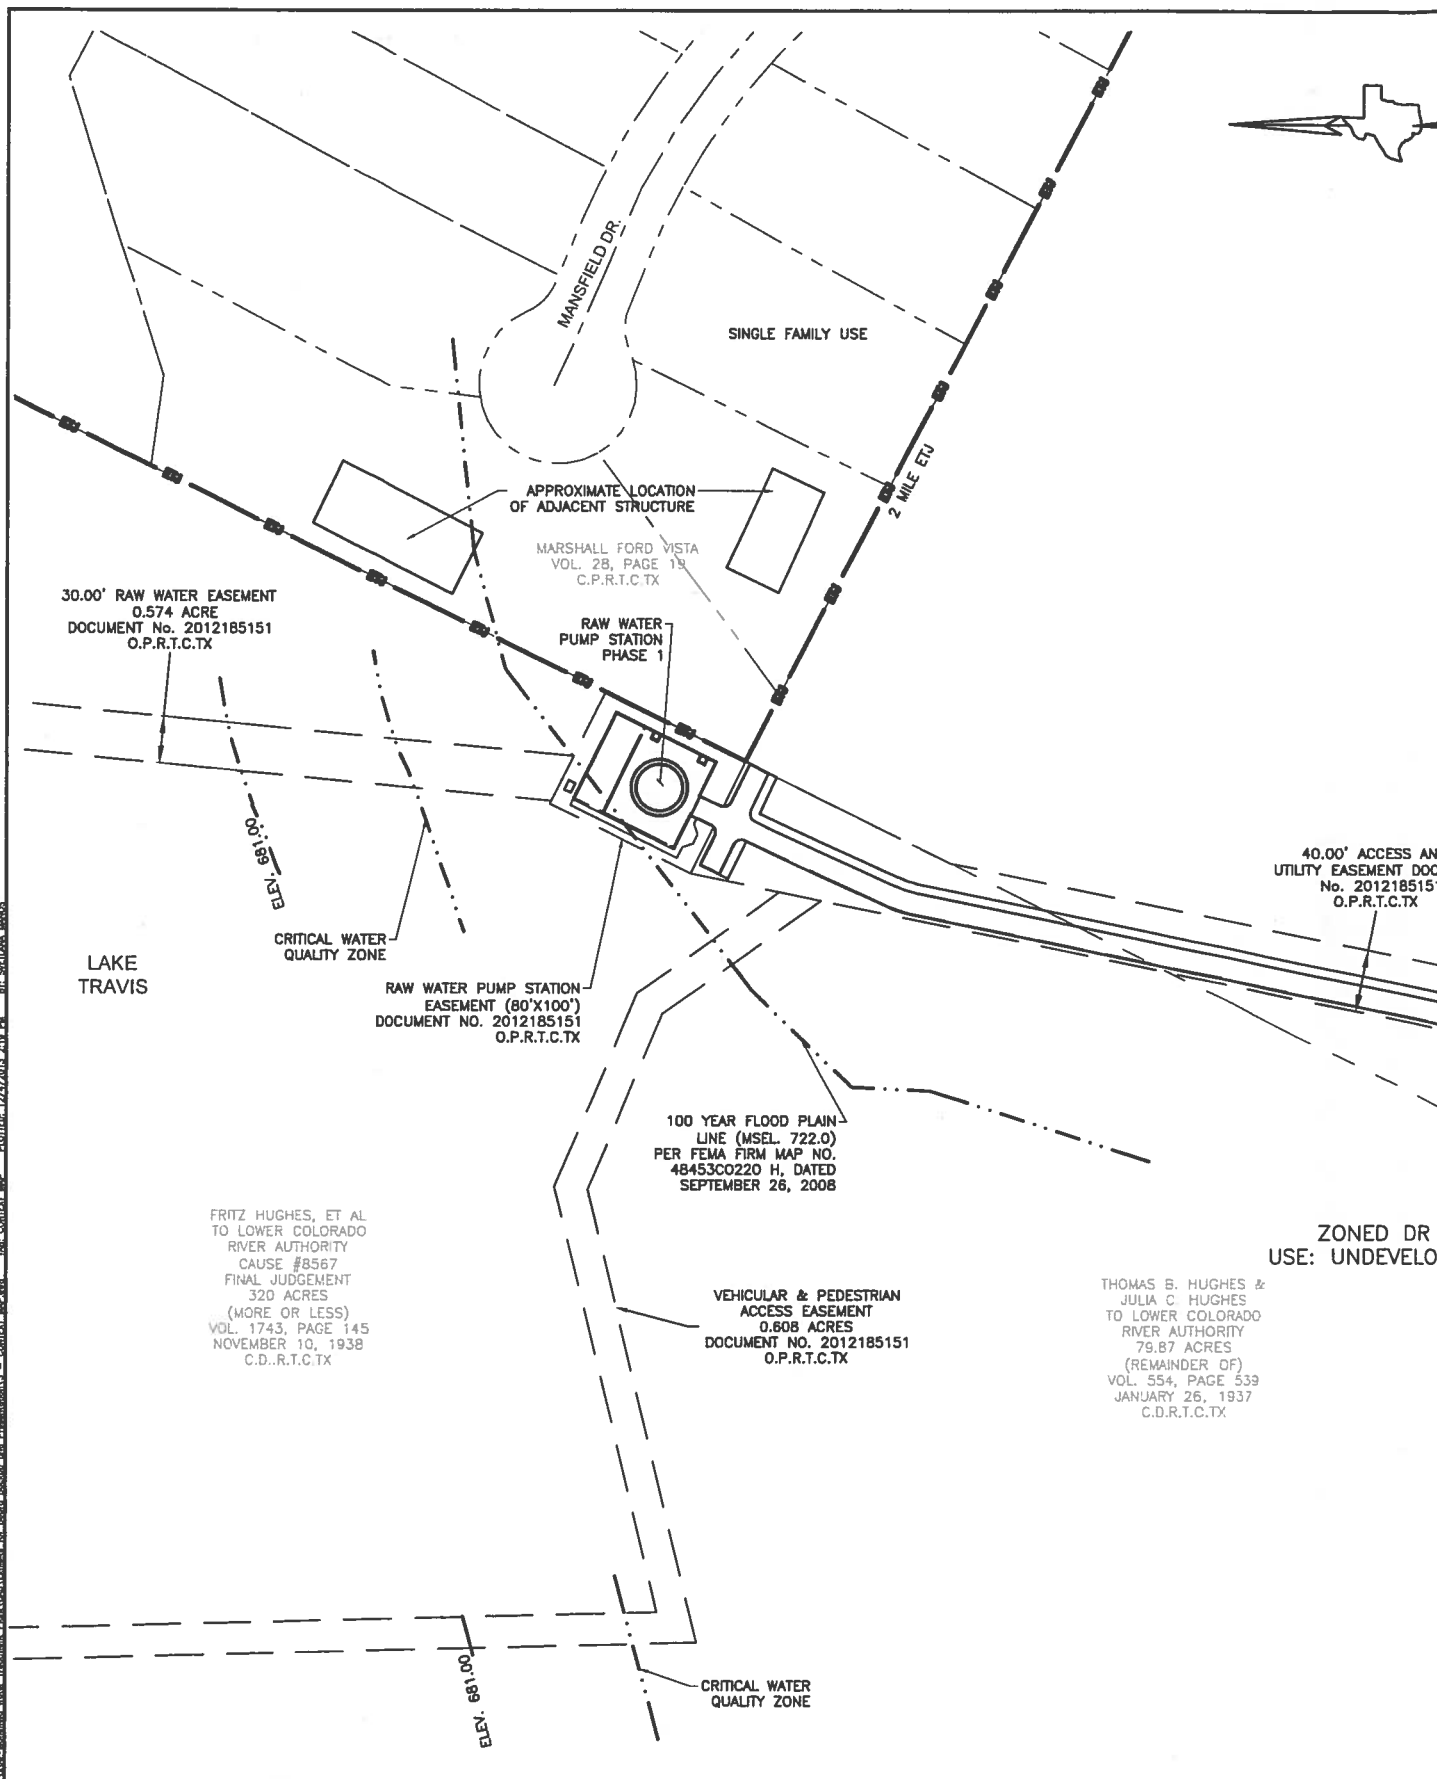 MANSFIELD DR.
SINGLE FAMILY USE
2 MILE ETJ
APPROXIMATE LOCATION
OF ADJACENT STRUCTURE
MARSHALL FORD VISTA
VOL. 28, PAGE 19
C.P.R.T.C.TX
30.00' RAW WATER EASEMENT
0.574 ACRE
DOCUMENT No. 2012185151
O.P.R.T.C.TX
RAW WATER
PUMP STATION
PHASE 1
ELEV. 681.00
40.00' ACCESS AN
UTILITY EASEMENT DOC
No. 2012185151
O.P.R.T.C.TX
CRITICAL WATER
QUALITY ZONE
LAKE
TRAVIS
RAW WATER PUMP STATION
EASEMENT (80'X100')
DOCUMENT NO. 2012185151
O.P.R.T.C.TX
100 YEAR FLOOD PLAIN
LINE (MSEL. 722.0)
PER FEMA FIRM MAP NO.
48453C0220 H, DATED
SEPTEMBER 26, 2008
FRITZ HUGHES, ET AL
TO LOWER COLORADO
RIVER AUTHORITY
CAUSE #8567
FINAL JUDGEMENT
320 ACRES
(MORE OR LESS)
VOL. 1743, PAGE 145
NOVEMBER 10, 1938
C.D..R.T.C.TX
ZONED DR
USE: UNDEVELO
THOMAS B. HUGHES &
JULIA C. HUGHES
TO LOWER COLORADO
RIVER AUTHORITY
79.87 ACRES
(REMAINDER OF)
VOL. 554, PAGE 539
JANUARY 26, 1937
C.D.R.T.C.TX
VEHICULAR & PEDESTRIAN
ACCESS EASEMENT
0.608 ACRES
DOCUMENT NO. 2012185151
O.P.R.T.C.TX
ELEV. 681.00
CRITICAL WATER
QUALITY ZONE